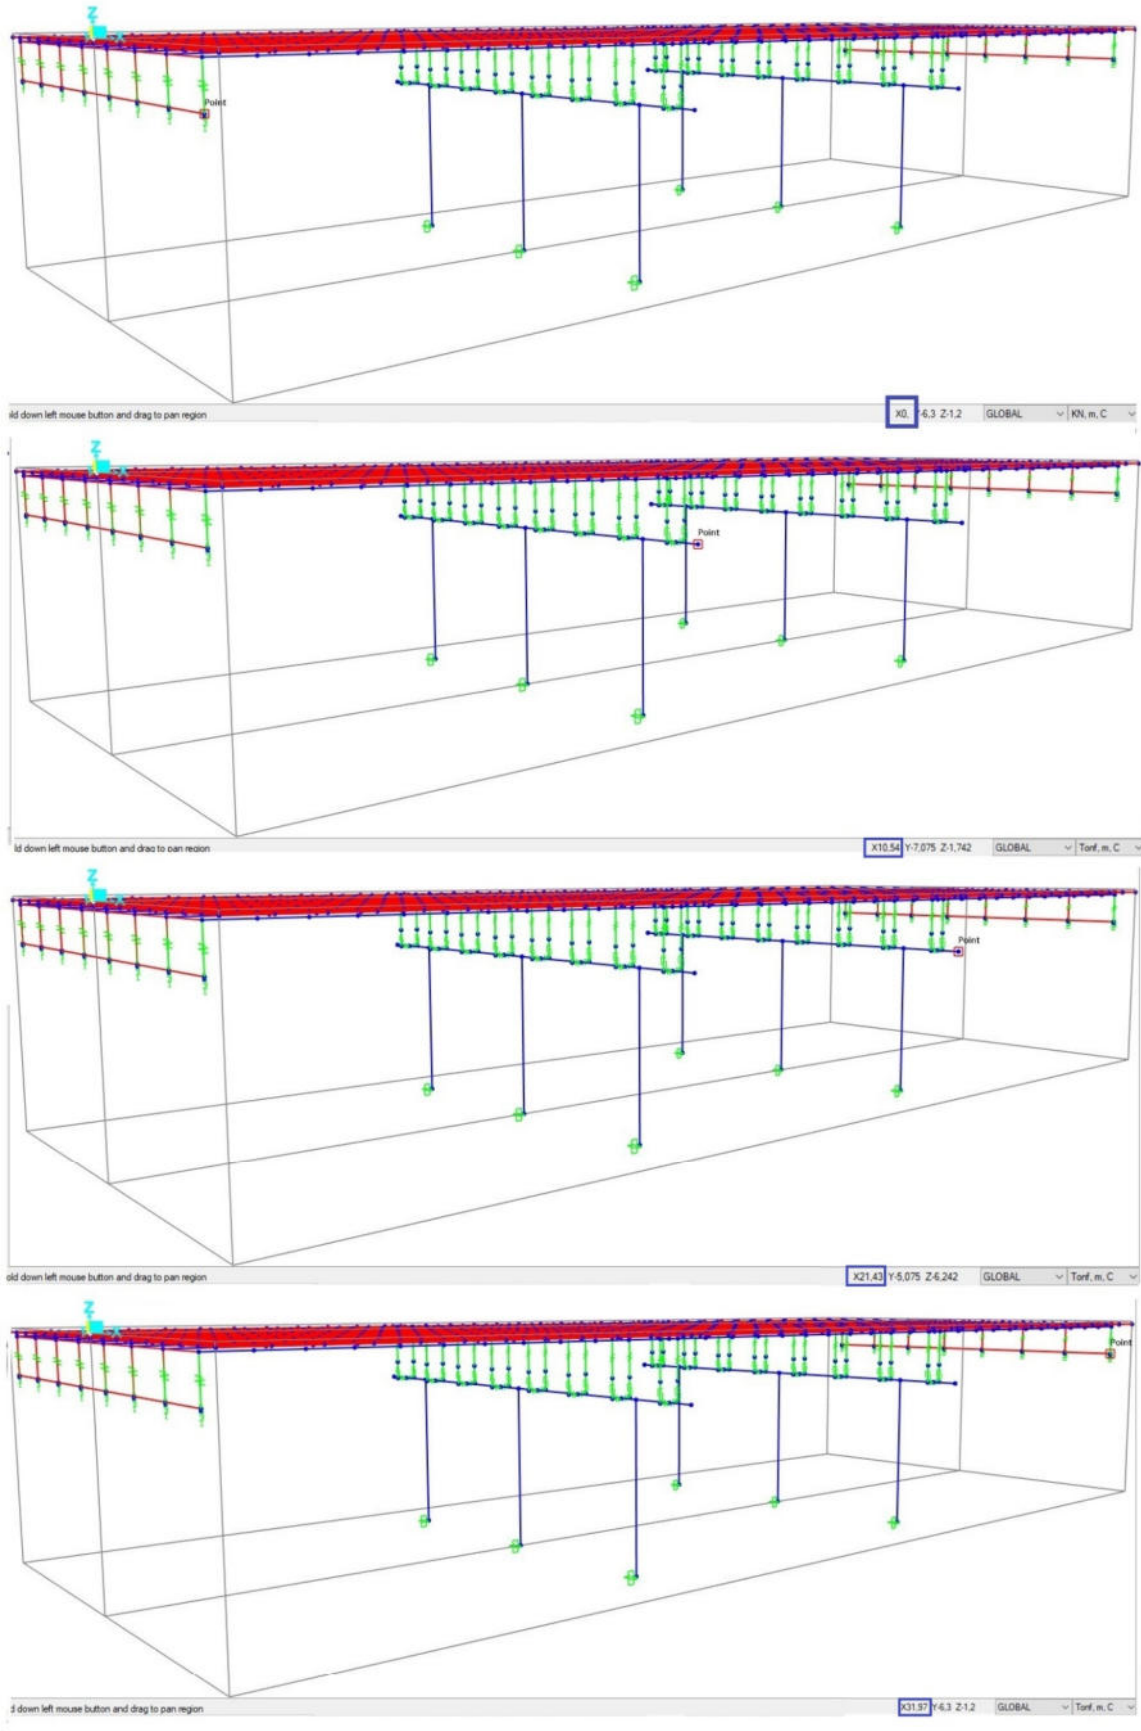 Z
X
Point
ld down left mouse button and drag to pan region
X0, Y-6,3 Z-1,2
GLOBAL
KN, m, C
Z
X
Point
ld down left mouse button and drag to pan region
X10,54 Y-7,075 Z-1,742
GLOBAL
Tonf, m, C
Z
X
Point
old down left mouse button and drag to pan region
X21,43 Y-5,075 Z-6,242
GLOBAL
Tonf, m, C
Z
X
Point
d down left mouse button and drag to pan region
X31,97 Y-6,3 Z-1,2
GLOBAL
Tonf, m, C